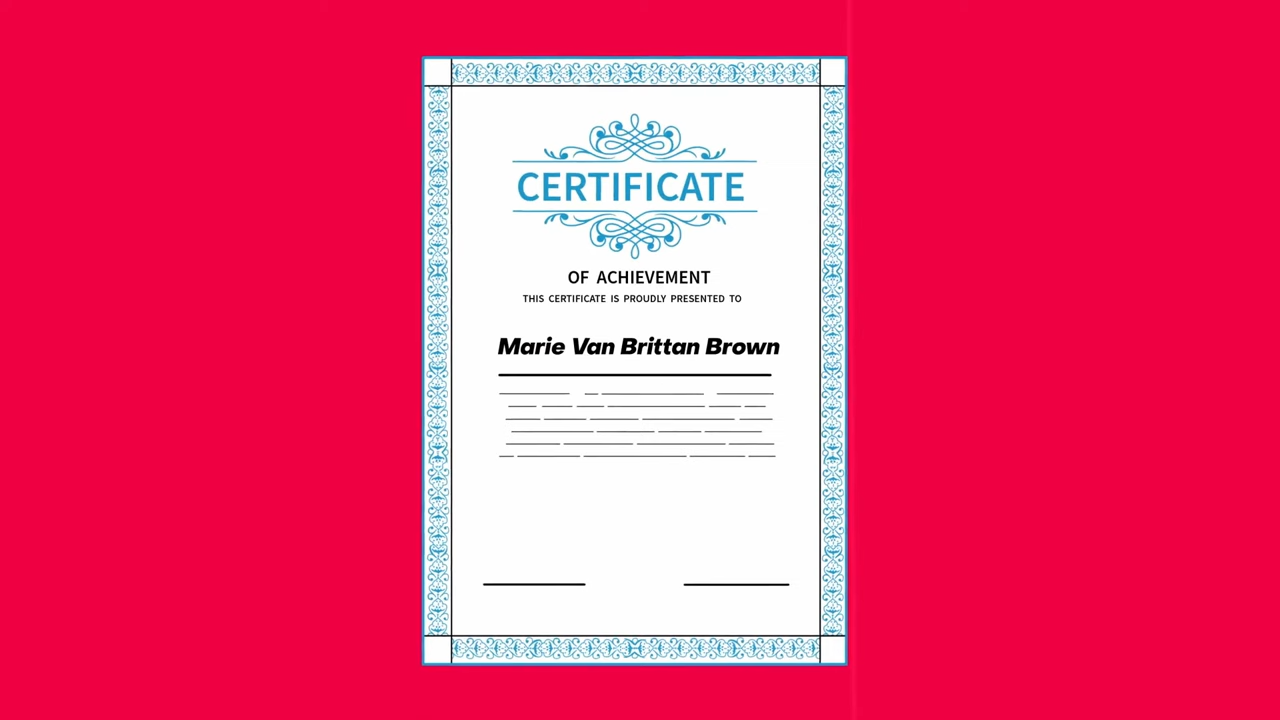 CERTIFICATE
OF ACHIEVEMENT
THIS CERTIFICATE IS PROUDLY PRESENTED TO
Marie Van Brittan Brown